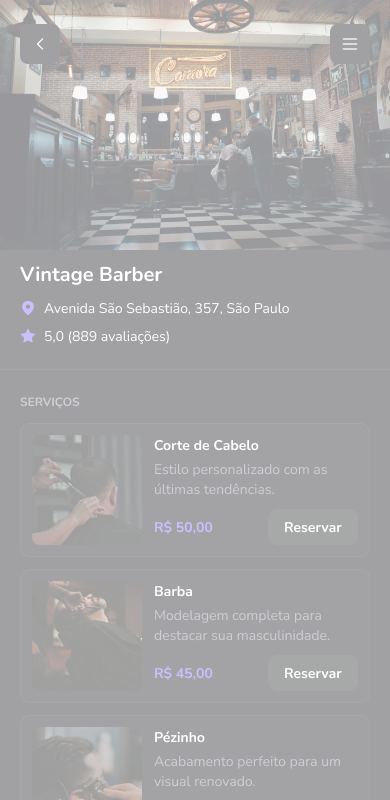 Camora
Vintage Barber
Avenida São Sebastião, 357, São Paulo
5,0 (889 avaliações)
SERVIÇOS
Corte de Cabelo
Estilo personalizado com as
últimas tendências.
R$ 50,00
Reservar
Barba
Modelagem completa para
destacar sua masculinidade.
R$ 45,00
Reservar
Pézinho
Acabamento perfeito para um
visual renovado.